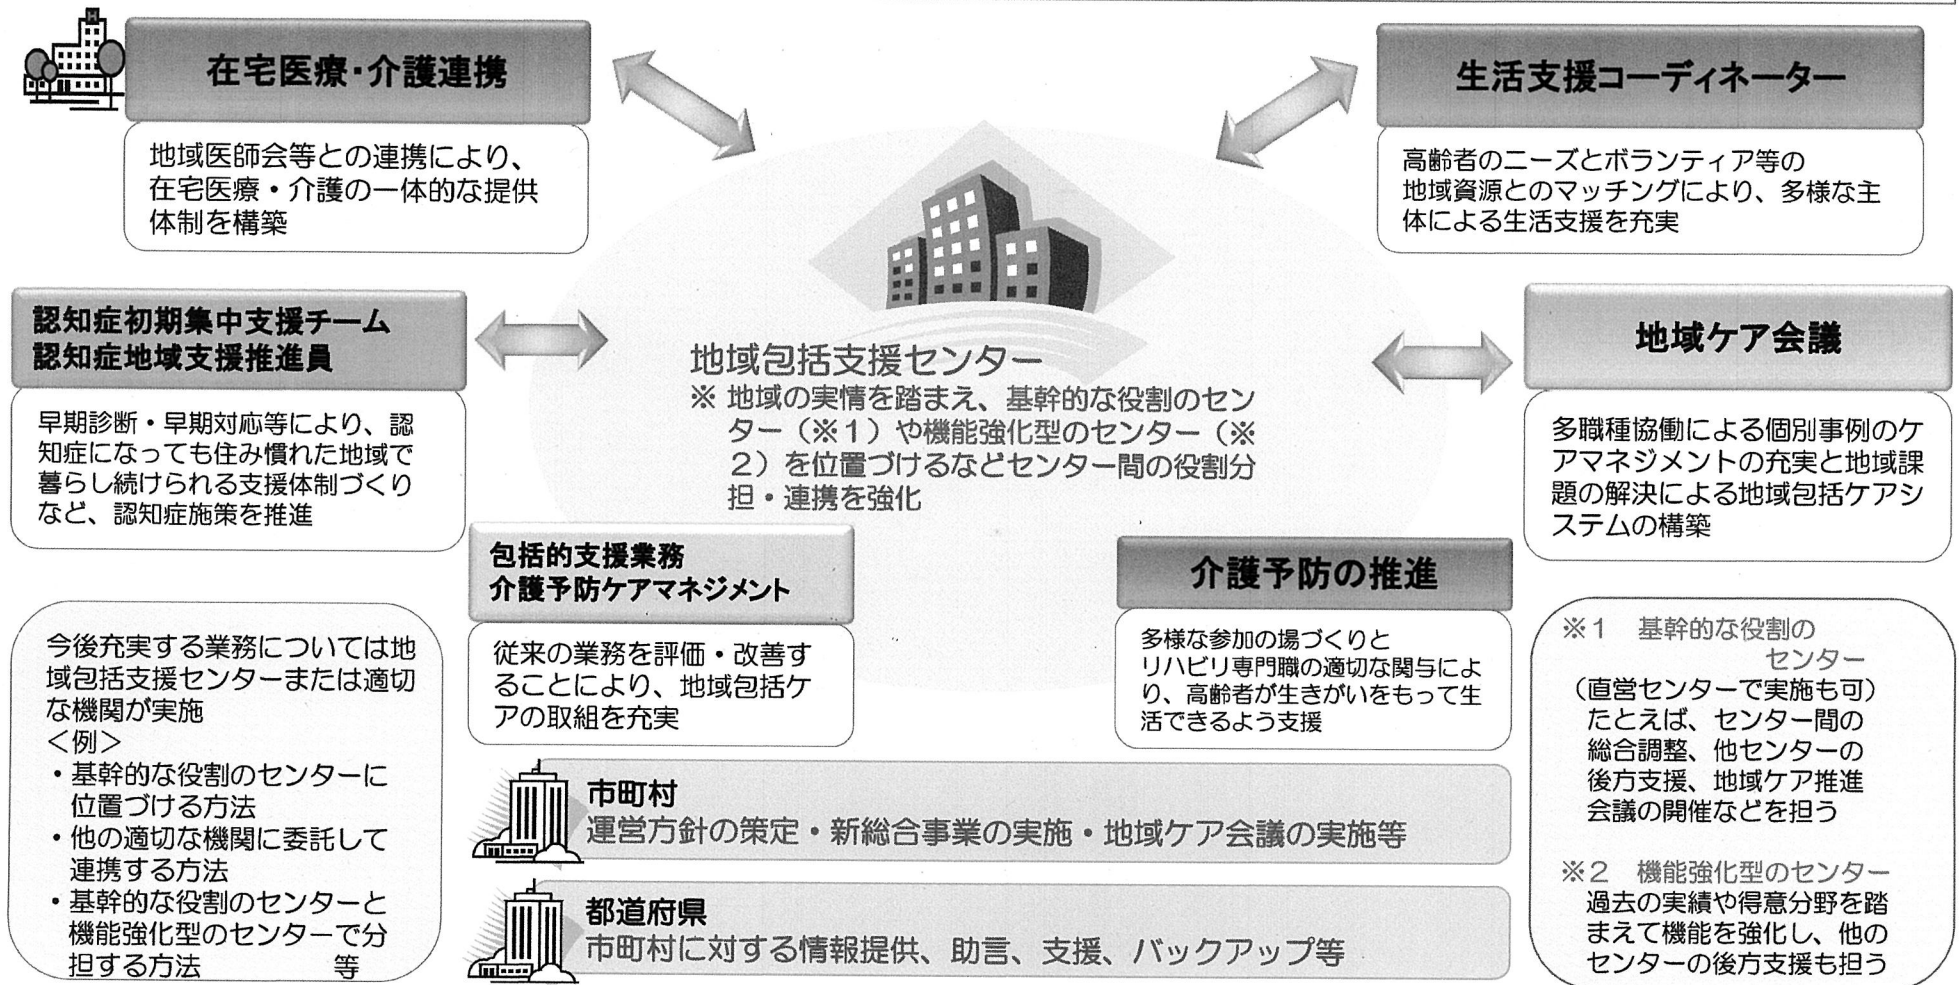 在宅医療・介護連携
地域医師会等との連携により、
在宅医療・介護の一体的な提供
体制を構築
生活支援コーディネーター
高齢者のニーズとボランティア等の
地域資源とのマッチングにより、多様な主
体による生活支援を充実
認知症初期集中支援チーム
認知症地域支援推進員
早期診断・早期対応等により、認
知症になっても住み慣れた地域で
暮らし続けられる支援体制づくり
など、認知症施策を推進
地域包括支援センター
※ 地域の実情を踏まえ、基幹的な役割のセン
ター（※１）や機能強化型のセンター（※
２）を位置づけるなどセンター間の役割分
担・連携を強化
地域ケア会議
多職種協働による個別事例のケ
アマネジメントの充実と地域課
題の解決による地域包括ケアシ
ステムの構築
包括的支援業務
介護予防ケアマネジメント
従来の業務を評価・改善す
ることにより、地域包括ケ
アの取組を充実
介護予防の推進
多様な参加の場づくりと
リハビリ専門職の適切な関与によ
り、高齢者が生きがいをもって生
活できるよう支援
今後充実する業務については地
域包括支援センターまたは適切
な機関が実施
＜例＞
・基幹的な役割のセンターに
位置づける方法
・他の適切な機関に委託して
連携する方法
・基幹的な役割のセンターと
機能強化型のセンターで分
担する方法　　　　等
※１　基幹的な役割の
センター
（直営センターで実施も可）
たとえば、センター間の
総合調整、他センターの
後方支援、地域ケア推進
会議の開催などを担う
※２　機能強化型のセンター
過去の実績や得意分野を踏
まえて機能を強化し、他の
センターの後方支援も担う
市町村
運営方針の策定・新総合事業の実施・地域ケア会議の実施等
都道府県
市町村に対する情報提供、助言、支援、バックアップ等
H